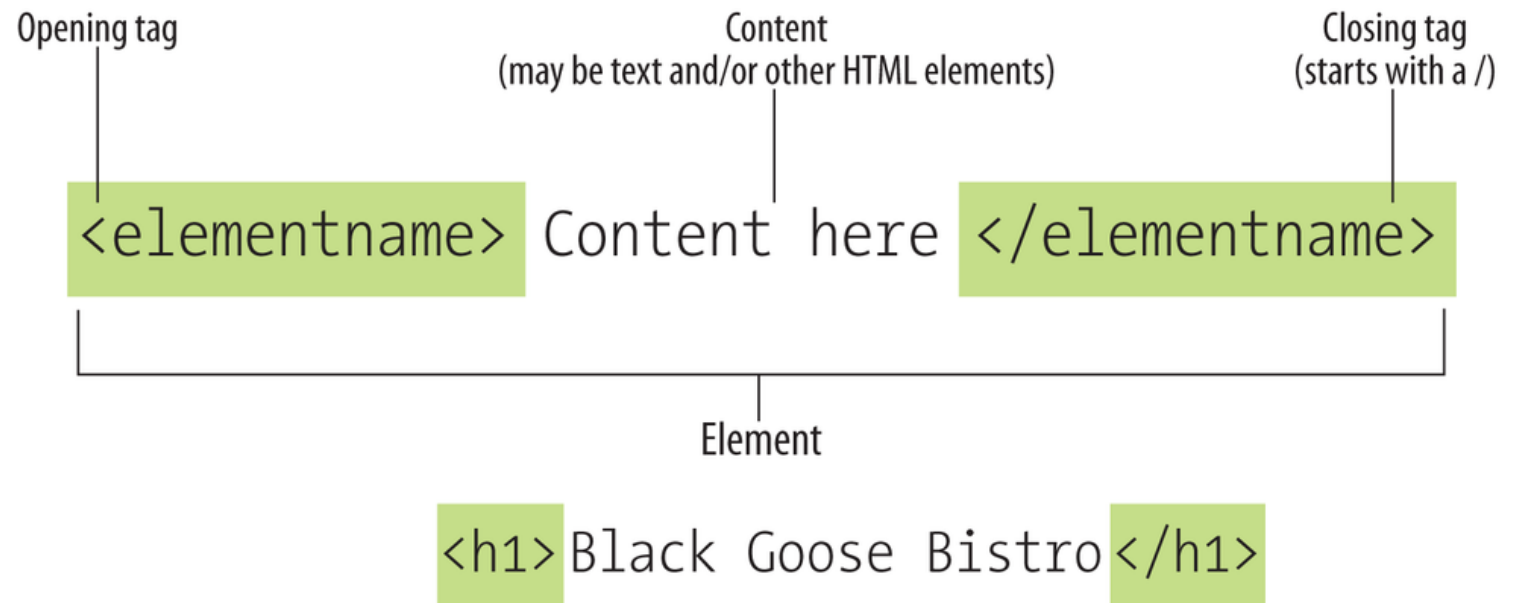 Opening tag
Content
(may be text and/or other HTML elements)
Closing tag
(starts with a /)
<elementname> Content here </elementname>
Element
<h1>Black Goose Bistro</h1>